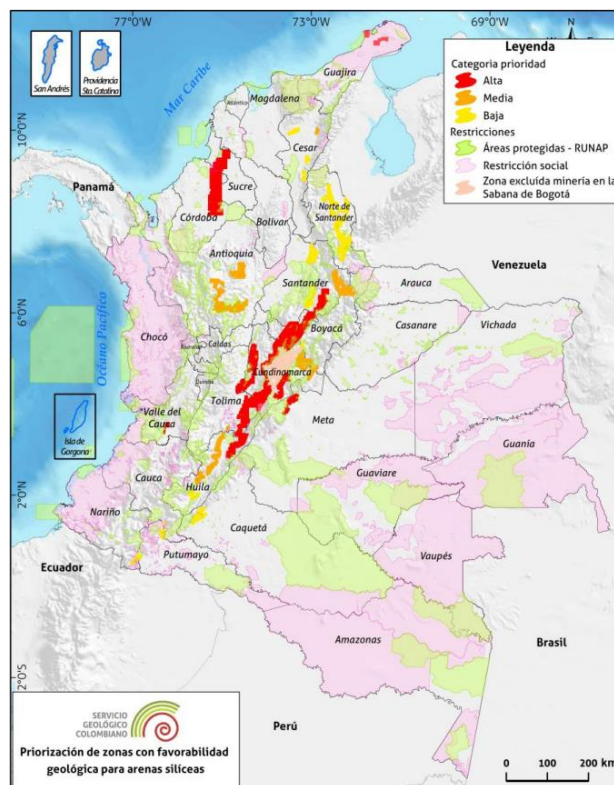 77°0'W
73°0'W
69°0'W
N
San Andrés
Providencia
Sta. Catalina
Mar Caribe
Leyenda
Categoria prioridad
Alta
Media
Baja
Restricciones
Áreas protegidas - RUNAP
Restricción social
Zona excluída minería en la
Sabana de Bogotá
Guajira
Atlántico
Magdalena
10°0'N
Cesar
Panamá
Sucre
Córdoba
Bolívar
Norte de
Santander
Antioquia
Venezuela
Santander
Arauca
6°0'N
Océano Pacífico
Boyacá
Casanare
Vichada
Chocó
Caldas
Cundinamarca
Quindío
Tolima
Isla de
Gorgona
Valle del
Cauca
Meta
Guanía
2°0'N
Cauca
Huila
Guaviare
Nariño
Caquetá
Vaupés
Putumayo
Ecuador
Amazonas
Brasil
2°0'S
Perú
SERVICIO
GEOLÓGICO
COLOMBIANO
Priorización de zonas con favorabilidad
geológica para arenas silíceas
0 100 200 km